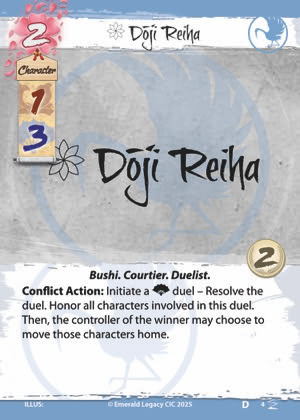 2
Dōji Reiha
Character
1
3
Dōji Reiha
2
Bushi. Courtier. Duelist.
Conflict Action: Initiate a duel – Resolve the
duel. Honor all characters involved in this duel.
Then, the controller of the winner may choose to
move those characters home.
ILLUS:
© Emerald Legacy CIC 2025
D